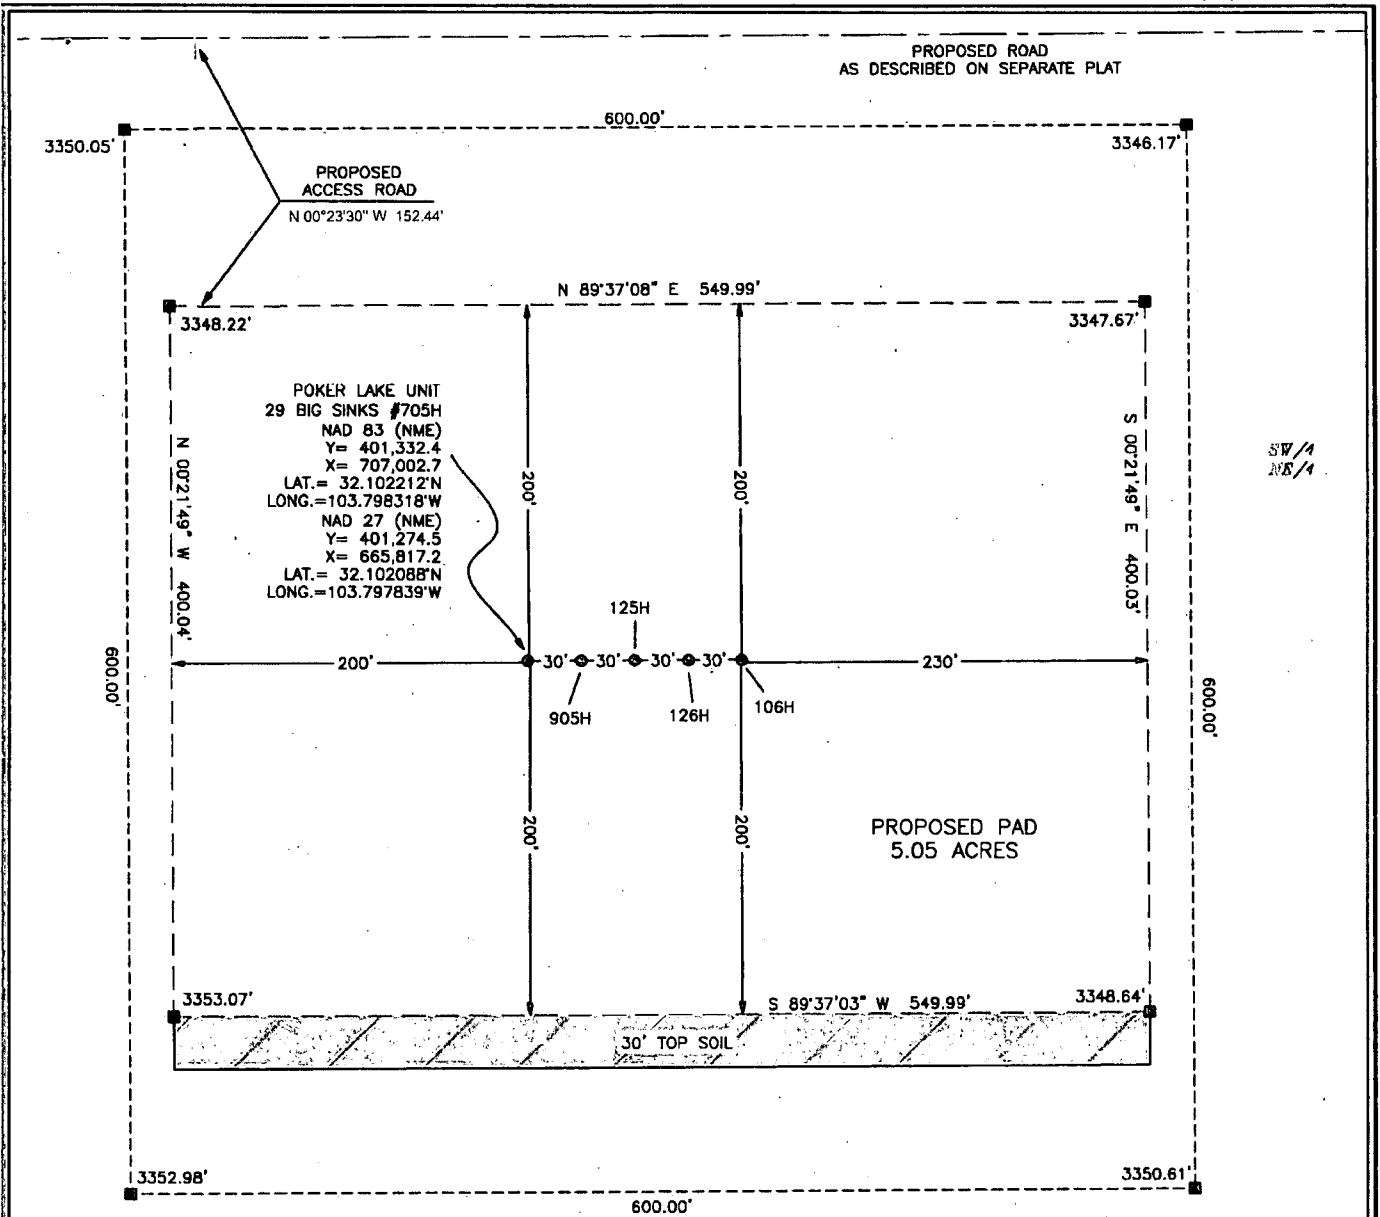 PROPOSED ROAD
AS DESCRIBED ON SEPARATE PLAT
600.00'
3350.05'
3346.17'
PROPOSED
ACCESS ROAD
N 00°23'30" W 152.44'
N 89°37'08" E 549.99'
3348.22'
3347.67'
POKER LAKE UNIT
29 BIG SINKS #705H
NAD 83 (NME)
Y= 401,332.4
X= 707,002.7
LAT.= 32.102212°N
LONG.=103.798318°W
NAD 27 (NME)
Y= 401,274.5
X= 665,817.2
LAT.= 32.102088°N
LONG.=103.797839°W
N 00°21'49" W 400.04'
200'
200'
S 00°21'49" E 400.03'
SW/4
NE/4
125H
600.00'
200'
30'
30'
30'
30'
230'
600.00'
905H
126H
106H
200'
200'
PROPOSED PAD
5.05 ACRES
3353.07'
S 89°37'03" W 549.99'
3348.64'
30' TOP SOIL
3352.98'
3350.61'
600.00'